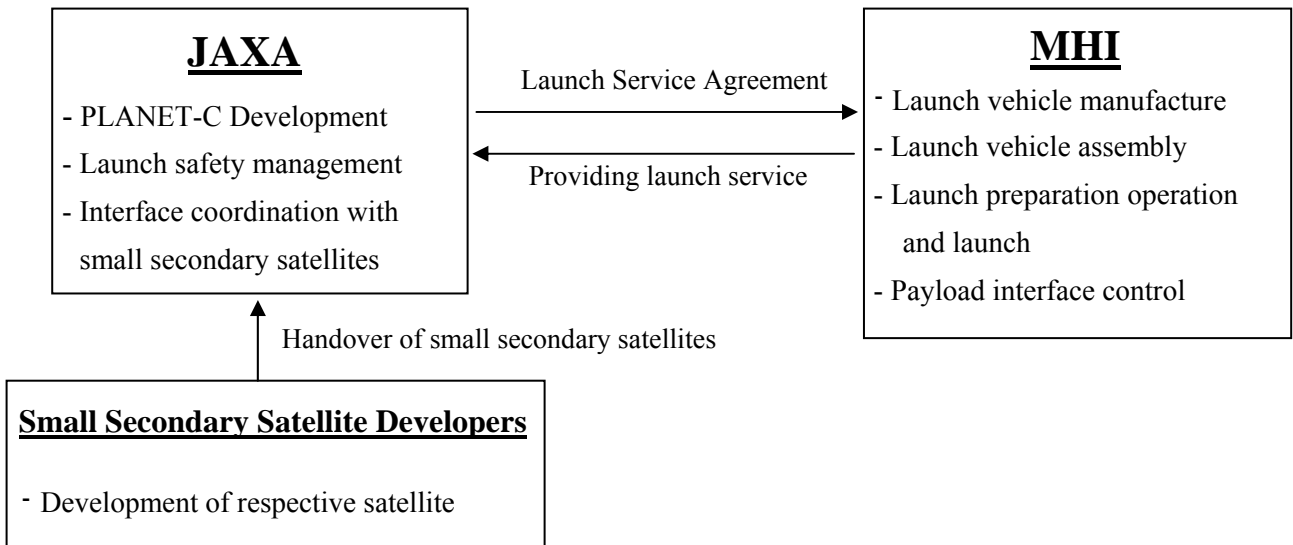 JAXA
- PLANET-C Development
- Launch safety management
- Interface coordination with
small secondary satellites
Launch Service Agreement
Providing launch service
MHI
- Launch vehicle manufacture
- Launch vehicle assembly
- Launch preparation operation
and launch
- Payload interface control
Handover of small secondary satellites
Small Secondary Satellite Developers
- Development of respective satellite